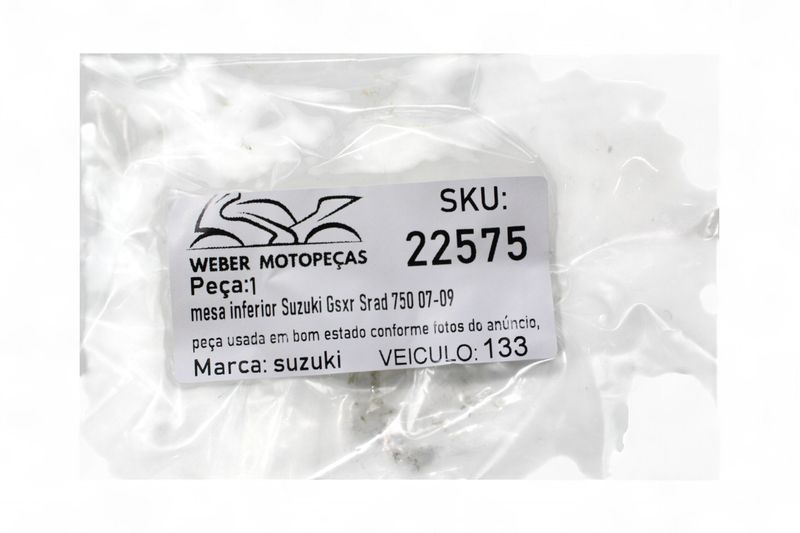 SKU:
22575
WEBER MOTOPEÇAS
Peça:1
mesa inferior Suzuki Gsxr Srad 750 07-09
peça usada em bom estado conforme fotos do anúncio,
Marca: suzuki VEICULO: 133